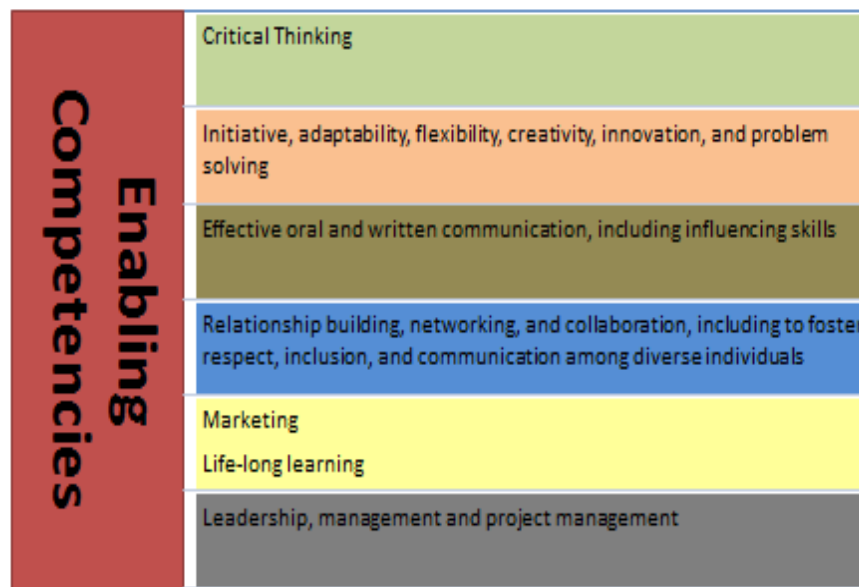 Enabling
Competencies
Critical Thinking
Initiative, adaptability, flexibility, creativity, innovation, and problem
solving
Effective oral and written communication, including influencing skills
Relationship building, networking, and collaboration, including to foster
respect, inclusion, and communication among diverse individuals
Marketing
Life-long learning
Leadership, management and project management